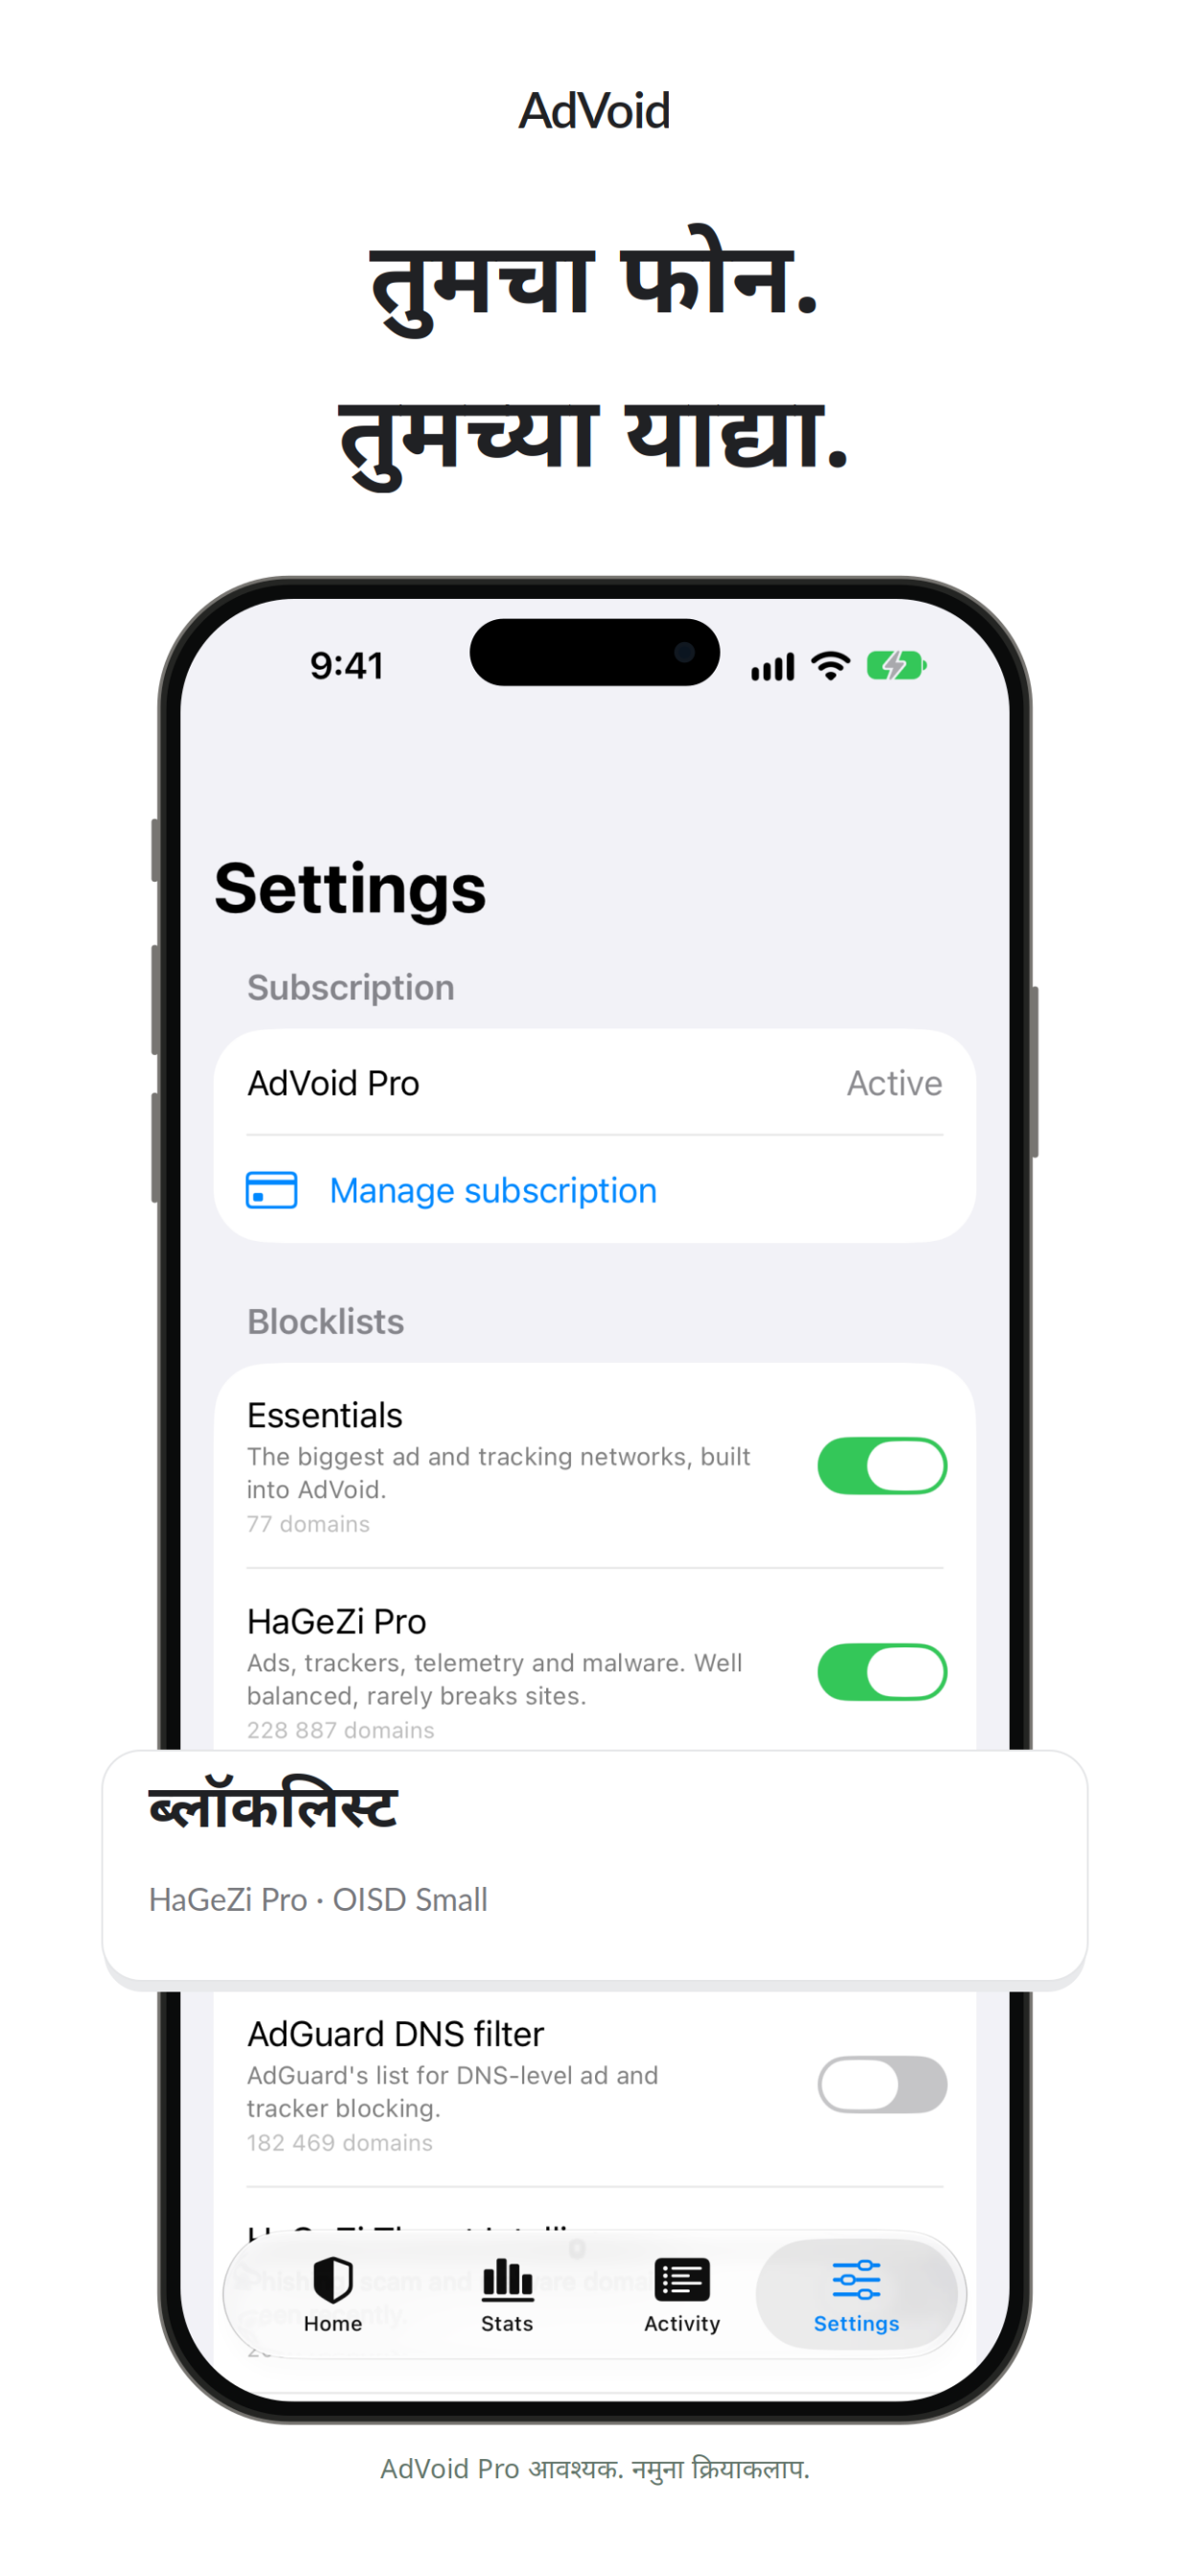 AdVoid
तुमचा फोन.
तुमच्या याद्या.
9:41
Settings
Subscription
AdVoid Pro Active
Manage subscription
Blocklists
Essentials
The biggest ad and tracking networks, built
into AdVoid.
77 domains
HaGeZi Pro
Ads, trackers, telemetry and malware. Well
balanced, rarely breaks sites.
228 887 domains
ब्लॉकलिस्ट
HaGeZi Pro · OISD Small
AdGuard DNS filter
AdGuard's list for DNS-level ad and
tracker blocking.
182 469 domains
Home Stats Activity Settings
AdVoid Pro आवश्यक. नमुना क्रियाकलाप.